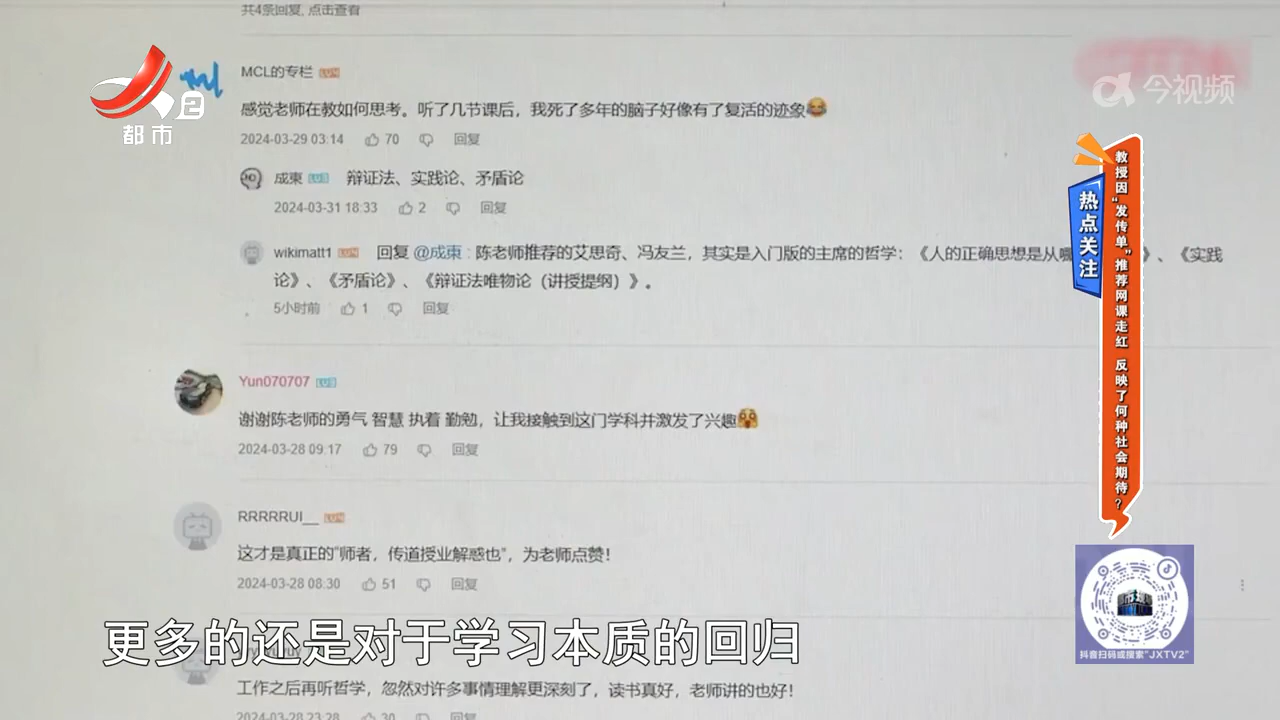 共4条回复, 点击查看
MCL的专栏 LV4
感觉老师在教如何思考。听了几节课后，我死了多年的脑子好像有了复活的迹象
2024-03-29 03:14 70 回复
成東 LV3 辩证法、实践论、矛盾论
2024-03-31 18:33 2 回复
wikimatt1 LV4 回复 @成東 : 陈老师推荐的艾思奇、冯友兰，其实是入门版的主席的哲学：《人的正确思想是从 》、《实践
论》、《矛盾论》、《辩证法唯物论（讲授提纲）》。
5小时前 1 回复
Yun070707
谢谢陈老师的勇气 智慧 执着 勤勉，让我接触到这门学科并激发了兴趣
2024-03-28 09:17 79 回复
RRRRRUI__ LV4
这才是真正的“师者，传道授业解惑也”，为老师点赞！
2024-03-28 08:30 51 回复
工作之后再听哲学，忽然对许多事情理解更深刻了，读书真好，老师讲的也好！
2024-03-28 23:28 30 回复
更多的还是对于学习本质的回归
2
都市
今视频
热点关注
教授因“发传单”推荐网课走红 反映了何种社会期待？
抖音扫码或搜索“JXTV2”